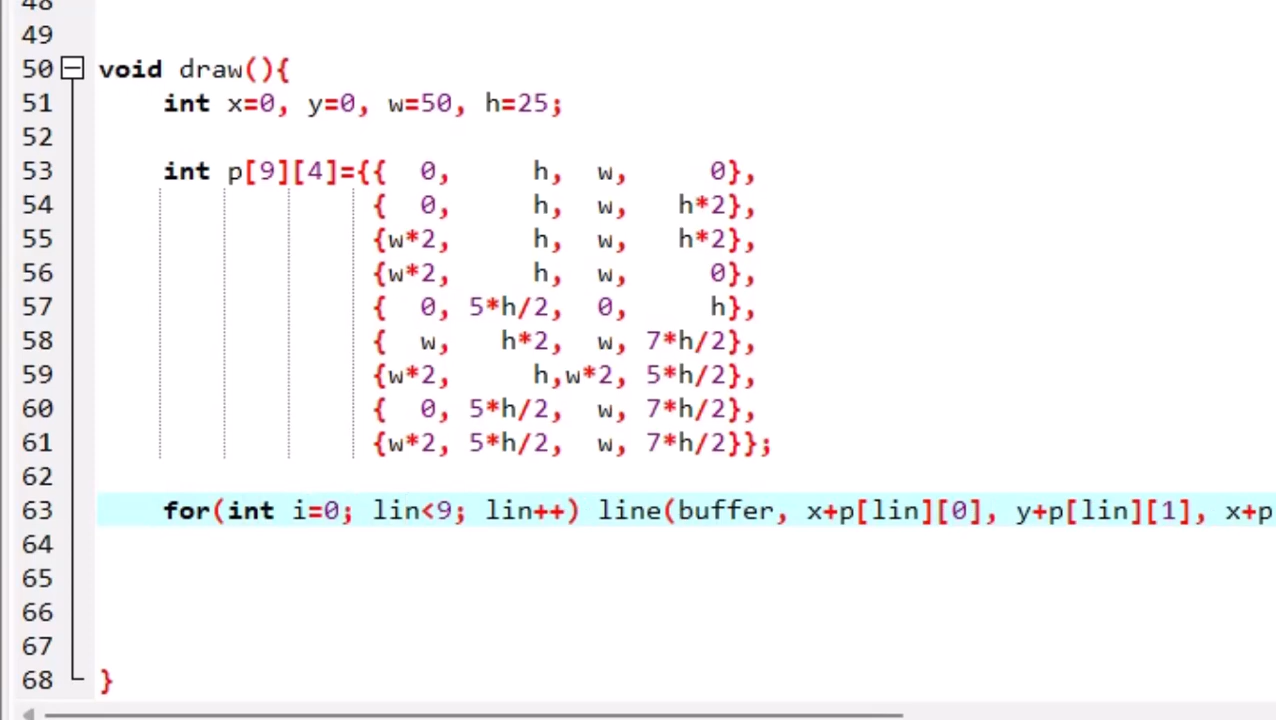 48
49
50 void draw(){
51 int x=0, y=0, w=50, h=25;
52
53 int p[9][4]={{ 0, h, w, 0},
54 { 0, h, w, h*2},
55 {w*2, h, w, h*2},
56 {w*2, h, w, 0},
57 { 0, 5*h/2, 0, h},
58 { w, h*2, w, 7*h/2},
59 {w*2, h,w*2, 5*h/2},
60 { 0, 5*h/2, w, 7*h/2},
61 {w*2, 5*h/2, w, 7*h/2}};
62
63 for(int i=0; lin<9; lin++) line(buffer, x+p[lin][0], y+p[lin][1], x+p
64
65
66
67
68 }